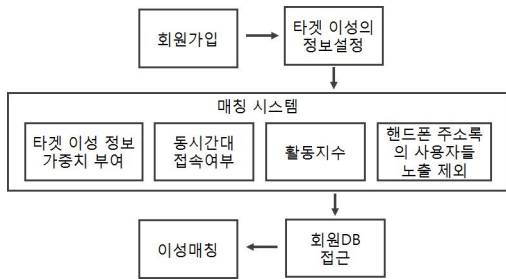 회원가입
타겟 이성의
정보설정
매칭 시스템
타겟 이성 정보
가중치 부여
동시간대
접속여부
활동지수
핸드폰 주소록
의 사용자들
노출 제외
이성매칭
회원DB
접근